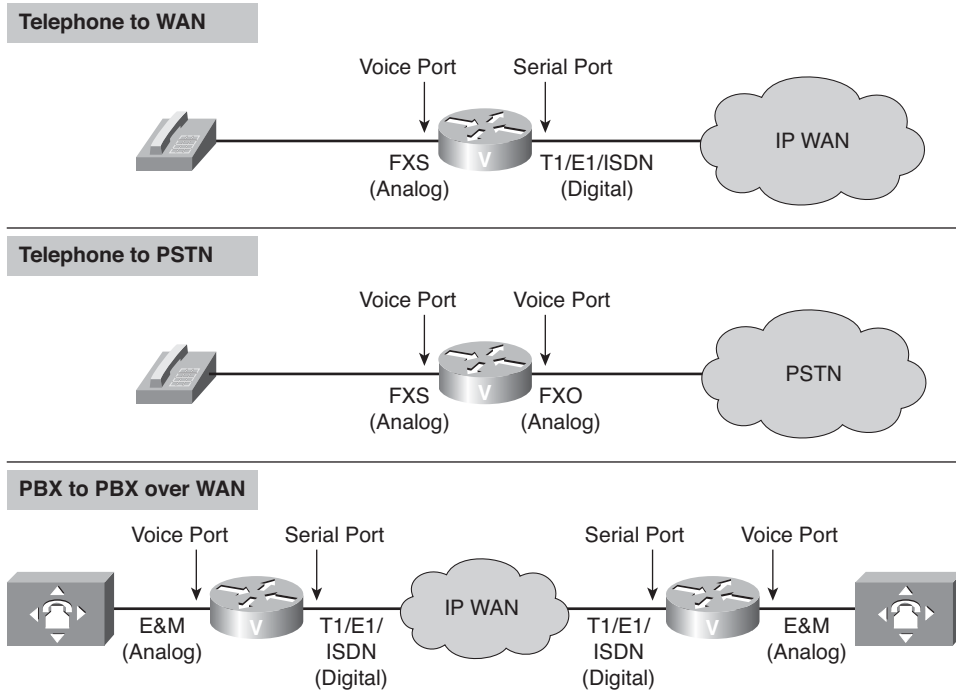 Telephone to WAN
Voice Port
Serial Port
FXS
(Analog)
V
T1/E1/ISDN
(Digital)
IP WAN
Telephone to PSTN
Voice Port
Voice Port
FXS
(Analog)
V
FXO
(Analog)
PSTN
PBX to PBX over WAN
Voice Port
Serial Port
Serial Port
Voice Port
E&M
(Analog)
V
T1/E1/
ISDN
(Digital)
IP WAN
T1/E1/
ISDN
(Digital)
V
E&M
(Analog)